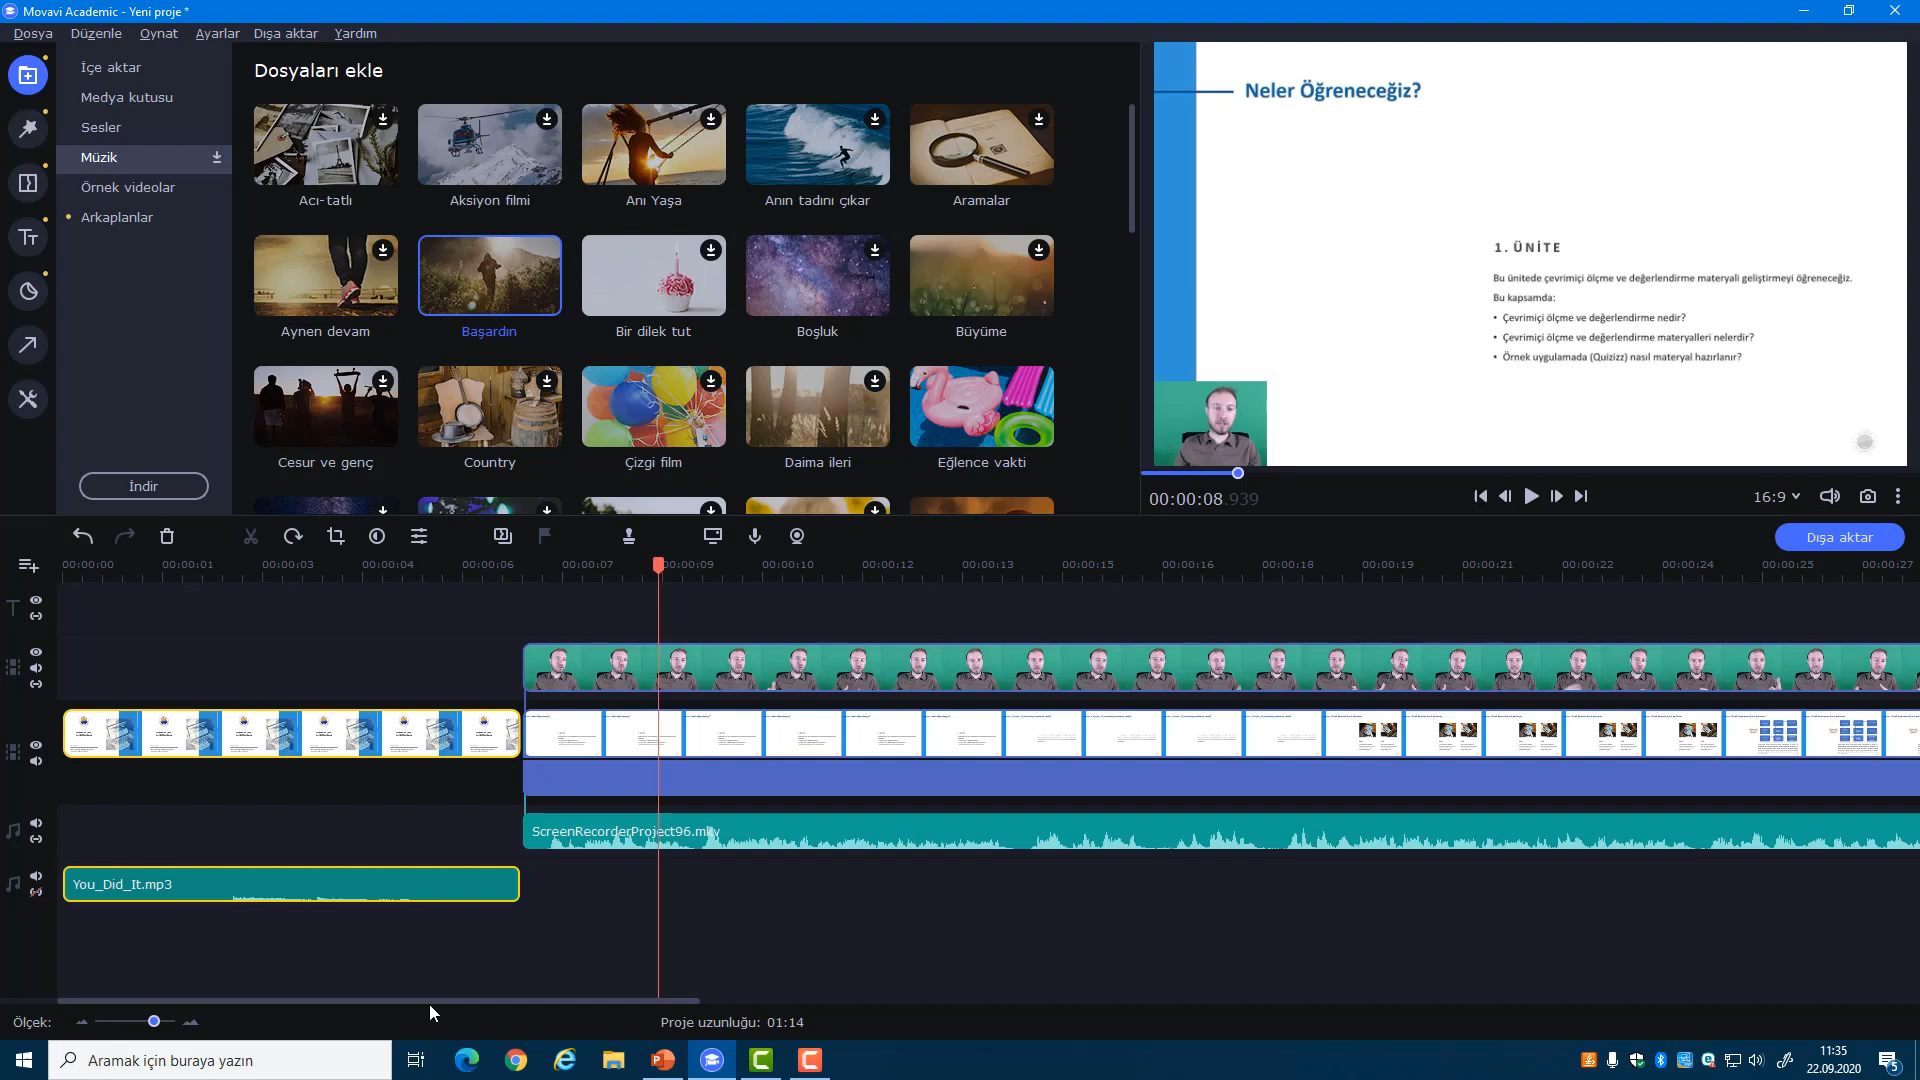 Movavi Academic - Yeni proje *
Dosya Düzenle Oynat Ayarlar Dışa aktar Yardım
İçe aktar
Medya kutusu
Sesler
Müzik
Örnek videolar
Arkaplanlar
İndir
Dosyaları ekle
Acı-tatlı Aksiyon filmi Anı Yaşa Anın tadını çıkar Aramalar
Aynen devam Başardın Bir dilek tut Boşluk Büyüme
Cesur ve genç Country Çizgi film Daima ileri Eğlence vakti
Neler Öğreneceğiz?
1. ÜNİTE
Bu ünitede çevrimiçi ölçme ve değerlendirme materyali geliştirmeyi öğreneceğiz.
Bu kapsamda:
• Çevrimiçi ölçme ve değerlendirme nedir?
• Çevrimiçi ölçme ve değerlendirme materyalleri nelerdir?
• Örnek uygulamada (Quizizz) nasıl materyal hazırlanır?
00:00:08.939
16:9
Dışa aktar
00:00:00 00:00:01 00:00:03 00:00:04 00:00:06 00:00:07 00:00:09 00:00:10 00:00:12 00:00:13 00:00:15 00:00:16 00:00:18 00:00:19 00:00:21 00:00:22 00:00:24 00:00:25 00:00:27
ScreenRecorderProject96.mkv
You_Did_It.mp3
Ölçek:
Proje uzunluğu: 01:14
Aramak için buraya yazın
11:35
22.09.2020
5